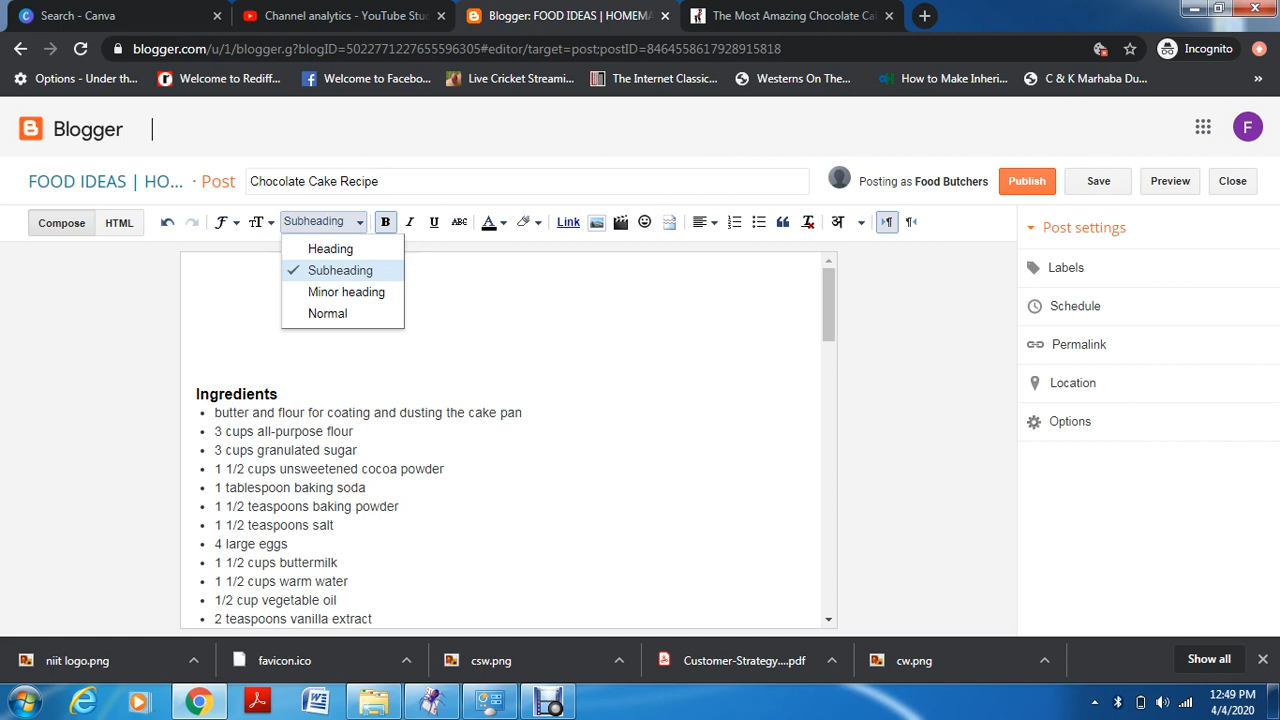 Search - Canva
Channel analytics - YouTube Stu
Blogger: FOOD IDEAS | HOMEMA
The Most Amazing Chocolate Ca
blogger.com/u/1/blogger.g?blogID=5022771227655596305#editor/target=post;postID=8464558617928915818
Incognito
Options - Under th...
Welcome to Rediff...
Welcome to Facebo...
Live Cricket Streami...
The Internet Classic...
Westerns On The...
How to Make Inheri...
C & K Marhaba Du...
»
Blogger
F
FOOD IDEAS | HO... · Post
Chocolate Cake Recipe
Posting as Food Butchers
Publish
Save
Preview
Close
Compose
HTML
Subheading
B
I
U
ABC
A
Link
अ
Heading
Subheading
Minor heading
Normal
Post settings
Labels
Schedule
Permalink
Location
Options
Ingredients
• butter and flour for coating and dusting the cake pan
• 3 cups all-purpose flour
• 3 cups granulated sugar
• 1 1/2 cups unsweetened cocoa powder
• 1 tablespoon baking soda
• 1 1/2 teaspoons baking powder
• 1 1/2 teaspoons salt
• 4 large eggs
• 1 1/2 cups buttermilk
• 1 1/2 cups warm water
• 1/2 cup vegetable oil
• 2 teaspoons vanilla extract
niit logo.png
favicon.ico
csw.png
Customer-Strategy....pdf
cw.png
Show all
12:49 PM
4/4/2020